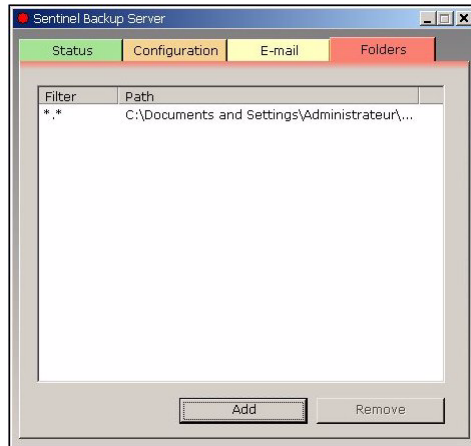 Sentinel Backup Server
Status Configuration E-mail Folders
Filter Path
*.* C:\Documents and Settings\Administrateur\...
Add Remove